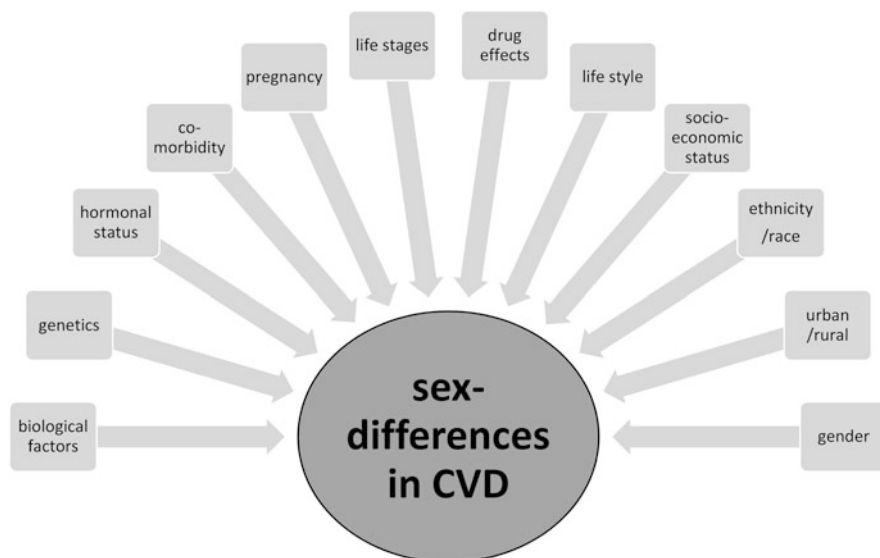 biological
factors
genetics
hormonal
status
co-
morbidity
pregnancy
life stages
drug
effects
life style
socio-
economic
status
ethnicity
/race
urban
/rural
gender
sex-
differences
in CVD